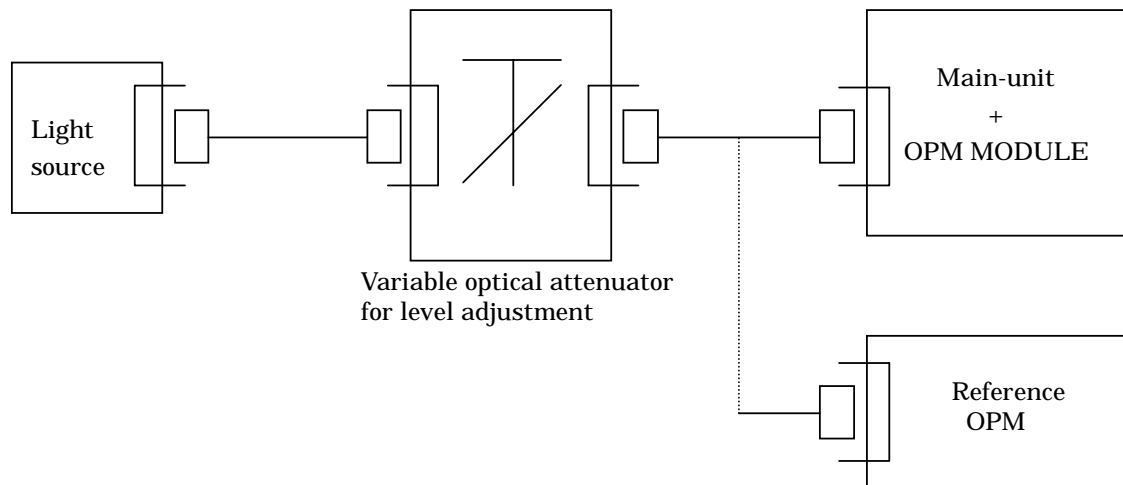 Light
source
Variable optical attenuator
for level adjustment
Main-unit
+
OPM MODULE
Reference
OPM